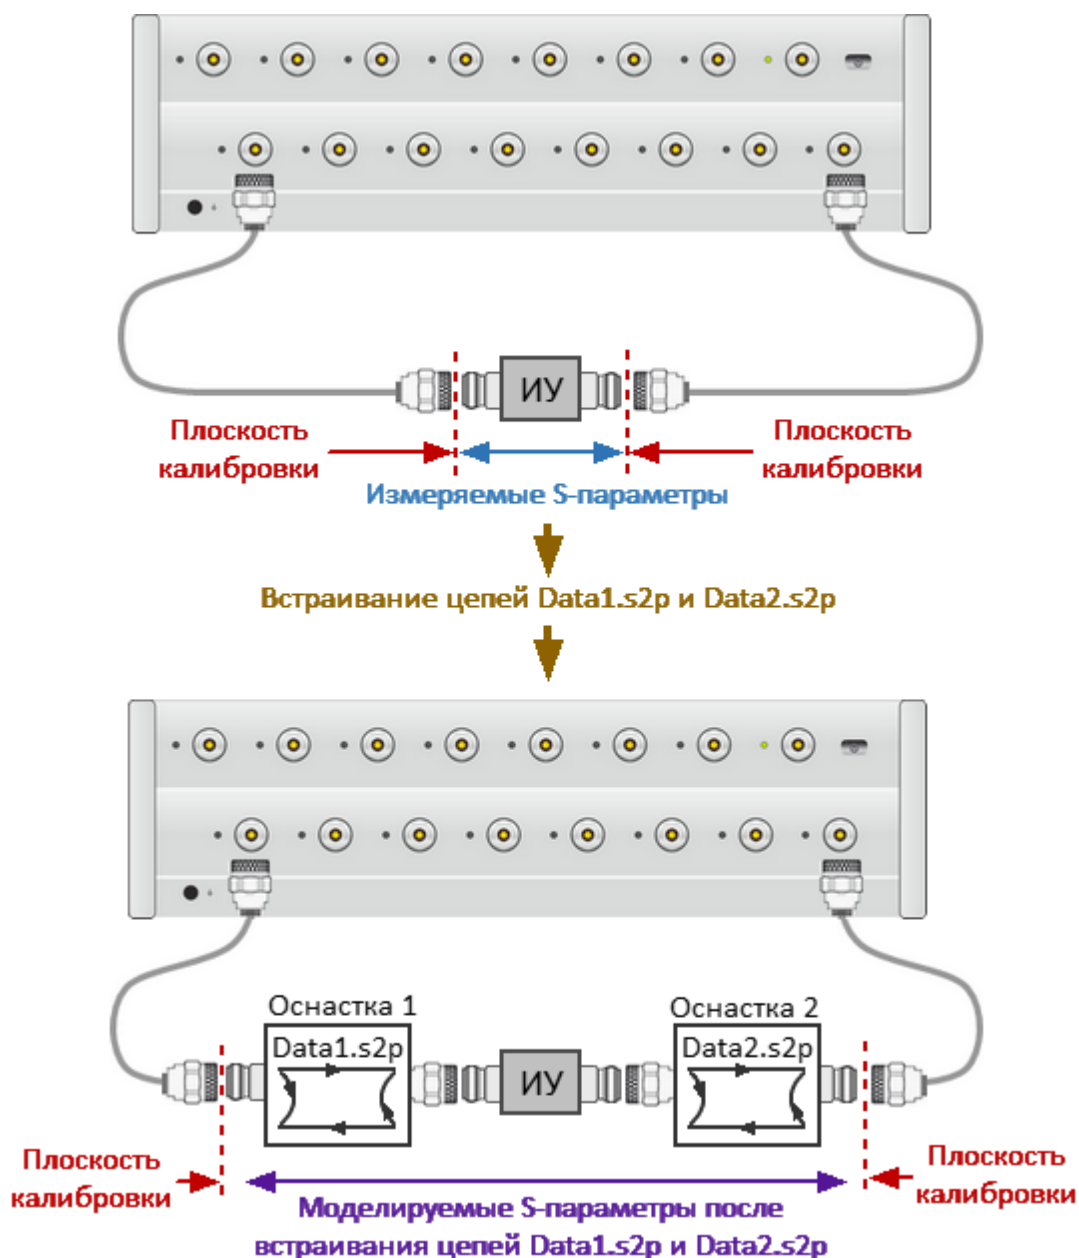 ИУ
Плоскость
калибровки
Плоскость
калибровки
Измеряемые S-параметры
Встраивание цепей Data1.s2p и Data2.s2p
Оснастка 1
Оснастка 2
Data1.s2p
Data2.s2p
ИУ
Плоскость
калибровки
Плоскость
калибровки
Моделируемые S-параметры после
встраивания цепей Data1.s2p и Data2.s2p